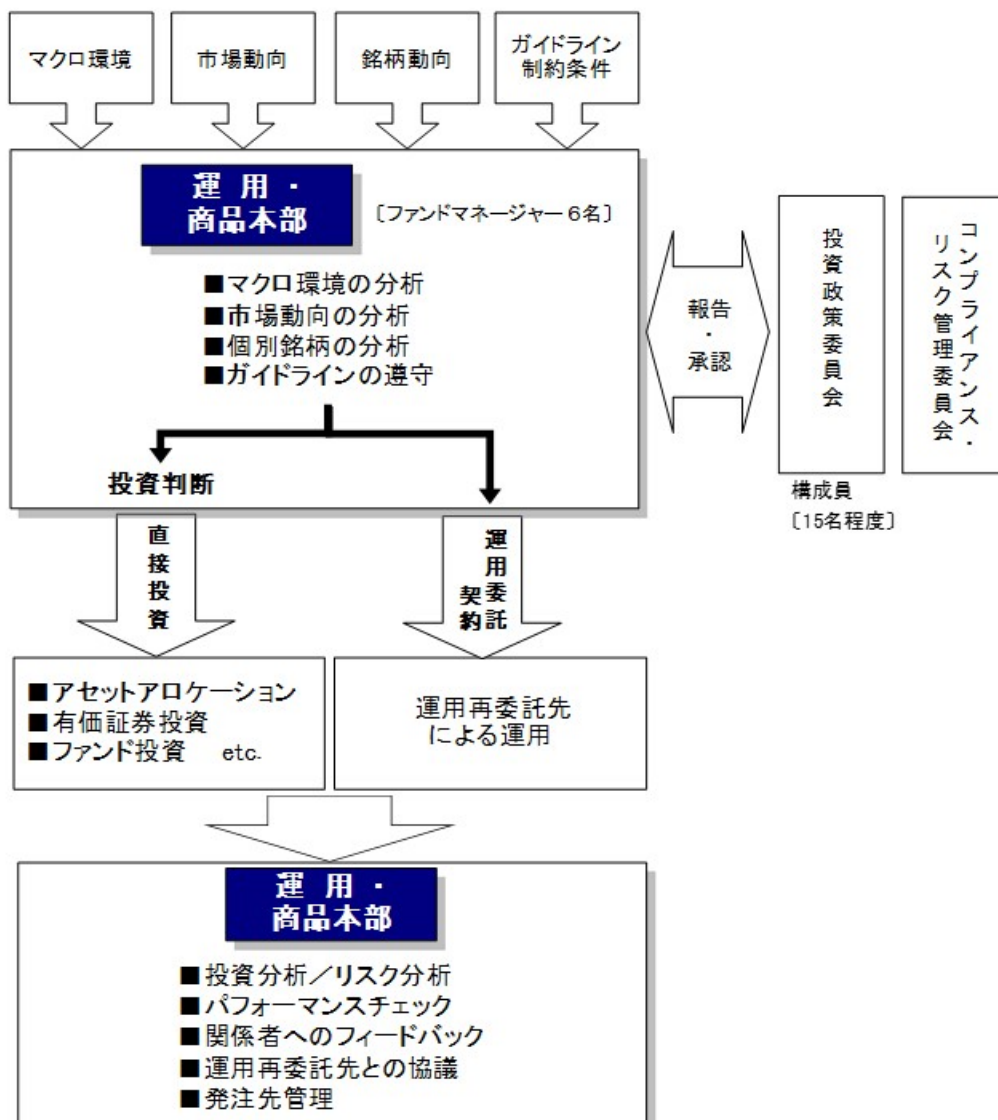 マクロ環境
市場動向
銘柄動向
ガイドライン
制約条件
運 用 ・
商品本部
〔ファンドマネージャー６名〕
■マクロ環境の分析
■市場動向の分析
■個別銘柄の分析
■ガイドラインの遵守
投資判断
報告
・
承認
投資政策委員会
コンプライアンス・
リスク管理委員会
構成員
〔15名程度〕
直接投資
運用委託
契約
■アセットアロケーション
■有価証券投資
■ファンド投資 etc.
運用再委託先
による運用
運 用 ・
商品本部
■投資分析／リスク分析
■パフォーマンスチェック
■関係者へのフィードバック
■運用再委託先との協議
■発注先管理